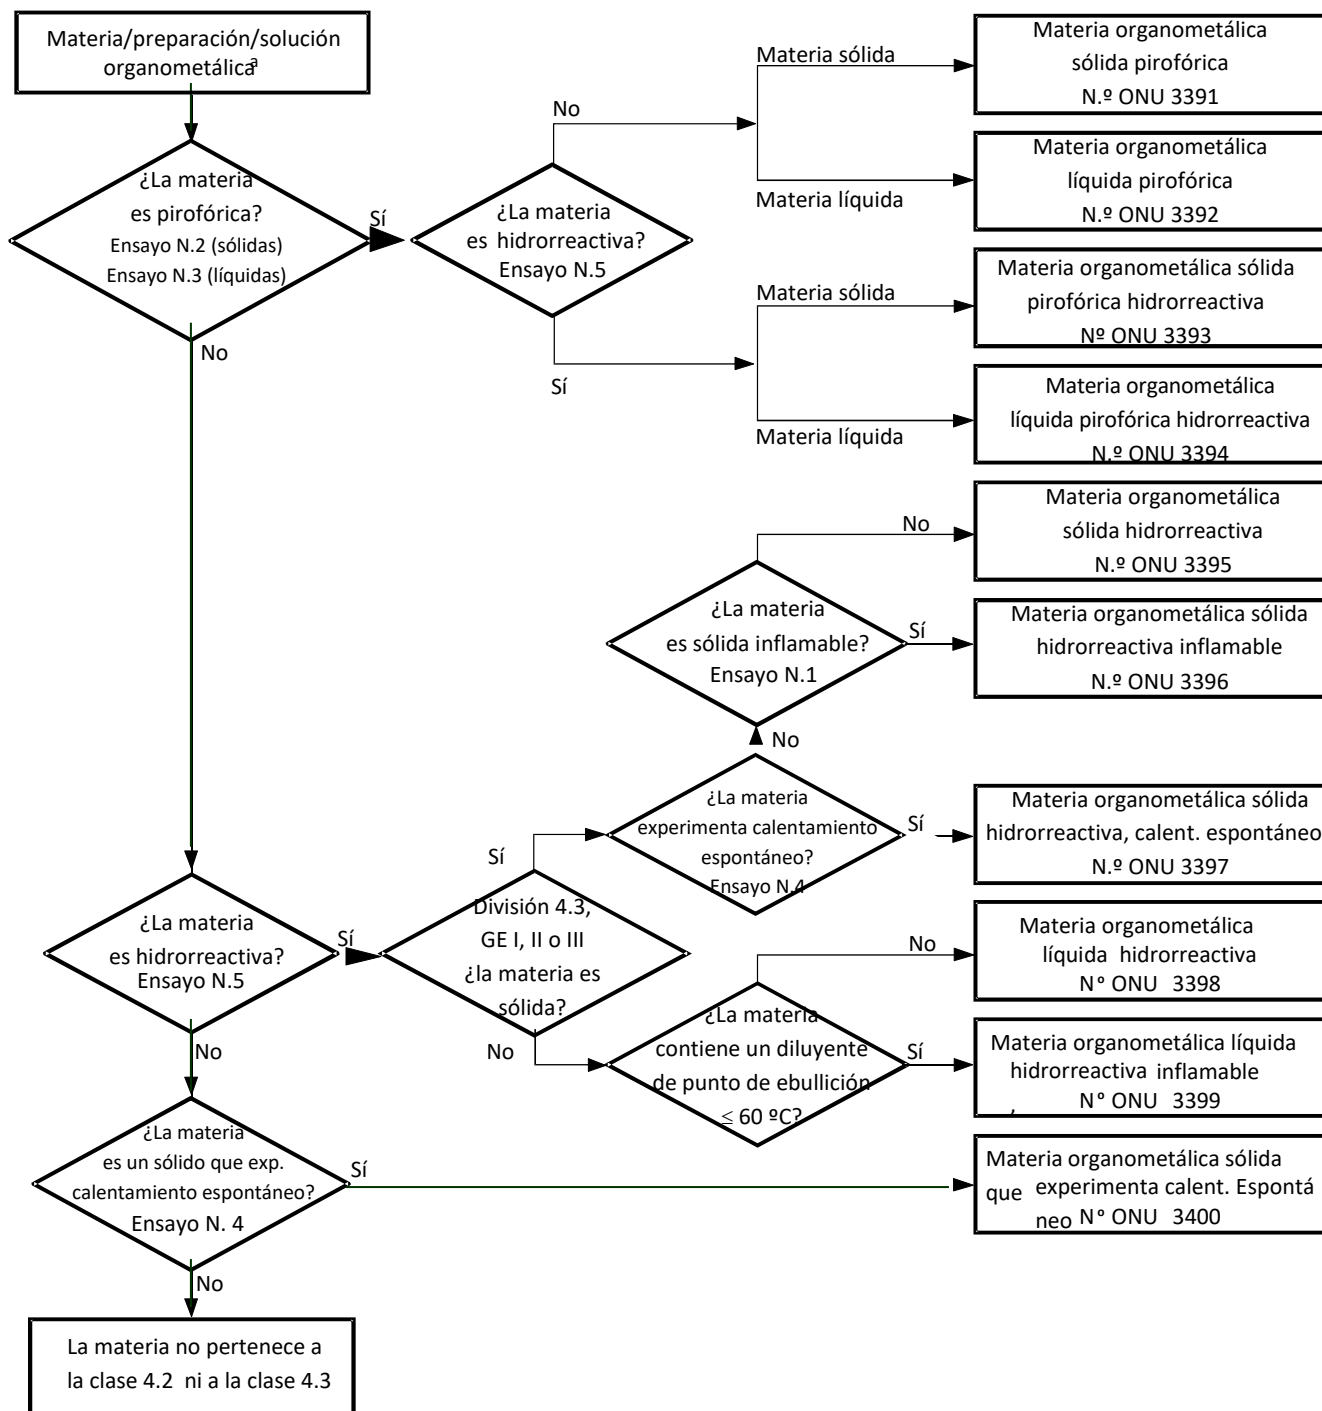 Materia/preparación/solución
organometálicaª
¿La materia
es pirofórica?
Ensayo N.2 (sólidas)
Ensayo N.3 (líquidas)
Sí
No
¿La materia
es hidrorreactiva?
Ensayo N.5
No
Sí
Materia sólida
Materia líquida
Materia organometálica
sólida pirofórica
N.º ONU 3391
Materia organometálica
líquida pirofórica
N.º ONU 3392
Materia sólida
Materia líquida
Materia organometálica sólida
pirofórica hidrorreactiva
Nº ONU 3393
Materia organometálica
líquida pirofórica hidrorreactiva
N.º ONU 3394
No
Materia organometálica
sólida hidrorreactiva
N.º ONU 3395
¿La materia
es sólida inflamable?
Ensayo N.1
Sí
Materia organometálica sólida
hidrorreactiva inflamable
N.º ONU 3396
No
¿La materia
experimenta calentamiento
espontáneo?
Ensayo N.4
Sí
Materia organometálica sólida
hidrorreactiva, calent. espontáneo
N.º ONU 3397
¿La materia
es hidrorreactiva?
Ensayo N.5
Sí
No
División 4.3,
GE I, II o III
¿la materia es
sólida?
Sí
No
¿La materia
contiene un diluyente
de punto de ebullición
≤ 60 ºC?
No
Sí
Materia organometálica
líquida hidrorreactiva
N° ONU 3398
Materia organometálica líquida
hidrorreactiva inflamable
, N° ONU 3399
¿La materia
es un sólido que exp.
calentamiento espontáneo?
Ensayo N. 4
Sí
No
Materia organometálica sólida
que experimenta calent. Espontá
neo N° ONU 3400
La materia no pertenece a
la clase 4.2 ni a la clase 4.3